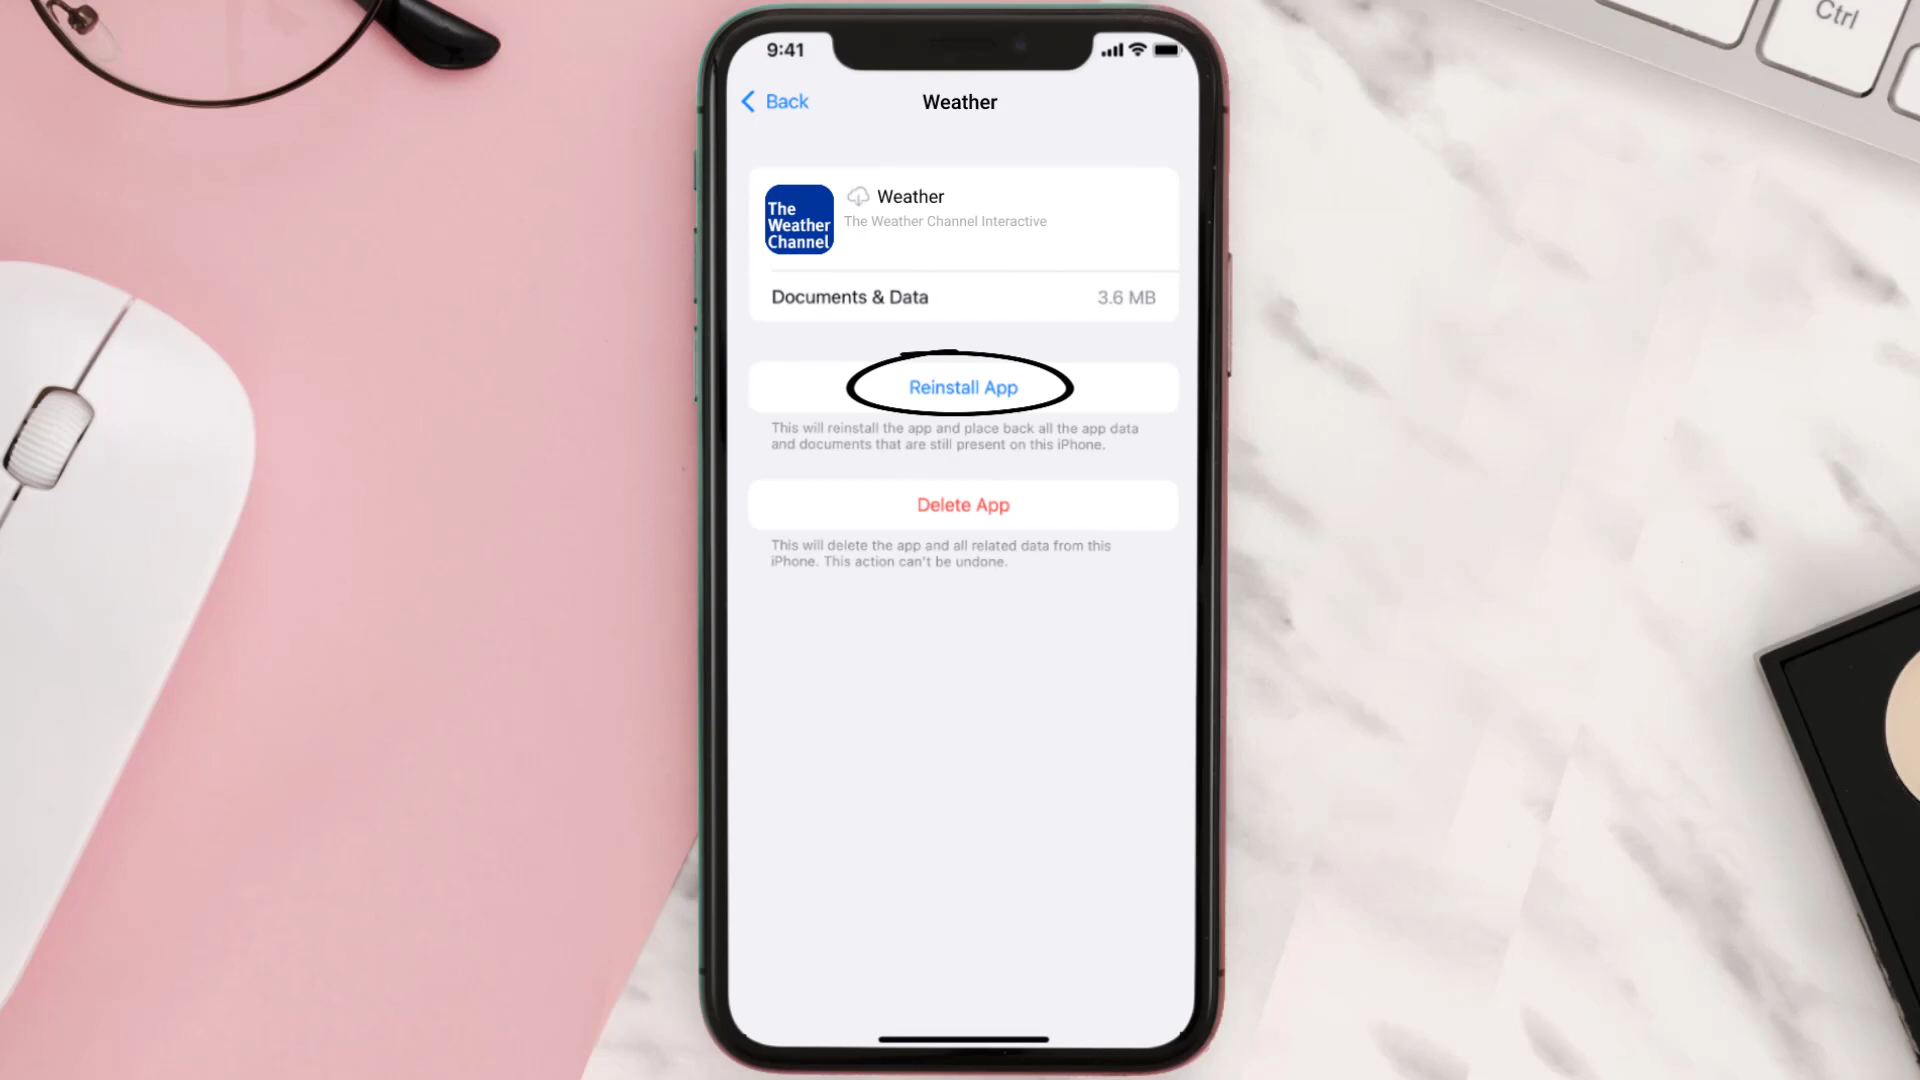 Ctrl
9:41
Back
Weather
The
Weather
Channel
Weather
The Weather Channel Interactive
Documents & Data 3.6 MB
Reinstall App
This will reinstall the app and place back all the app data
and documents that are still present on this iPhone.
Delete App
This will delete the app and all related data from this
iPhone. This action can't be undone.